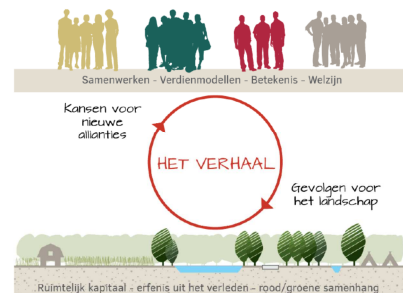 Samenwerken - Verdienmodellen - Betekenis - Welzijn
Kansen voor
nieuwe
allianties
HET VERHAAL
Gevolgen voor
het landschap
Ruimtelijk kapitaal - erfenis uit het verleden - rood/groene samenhang